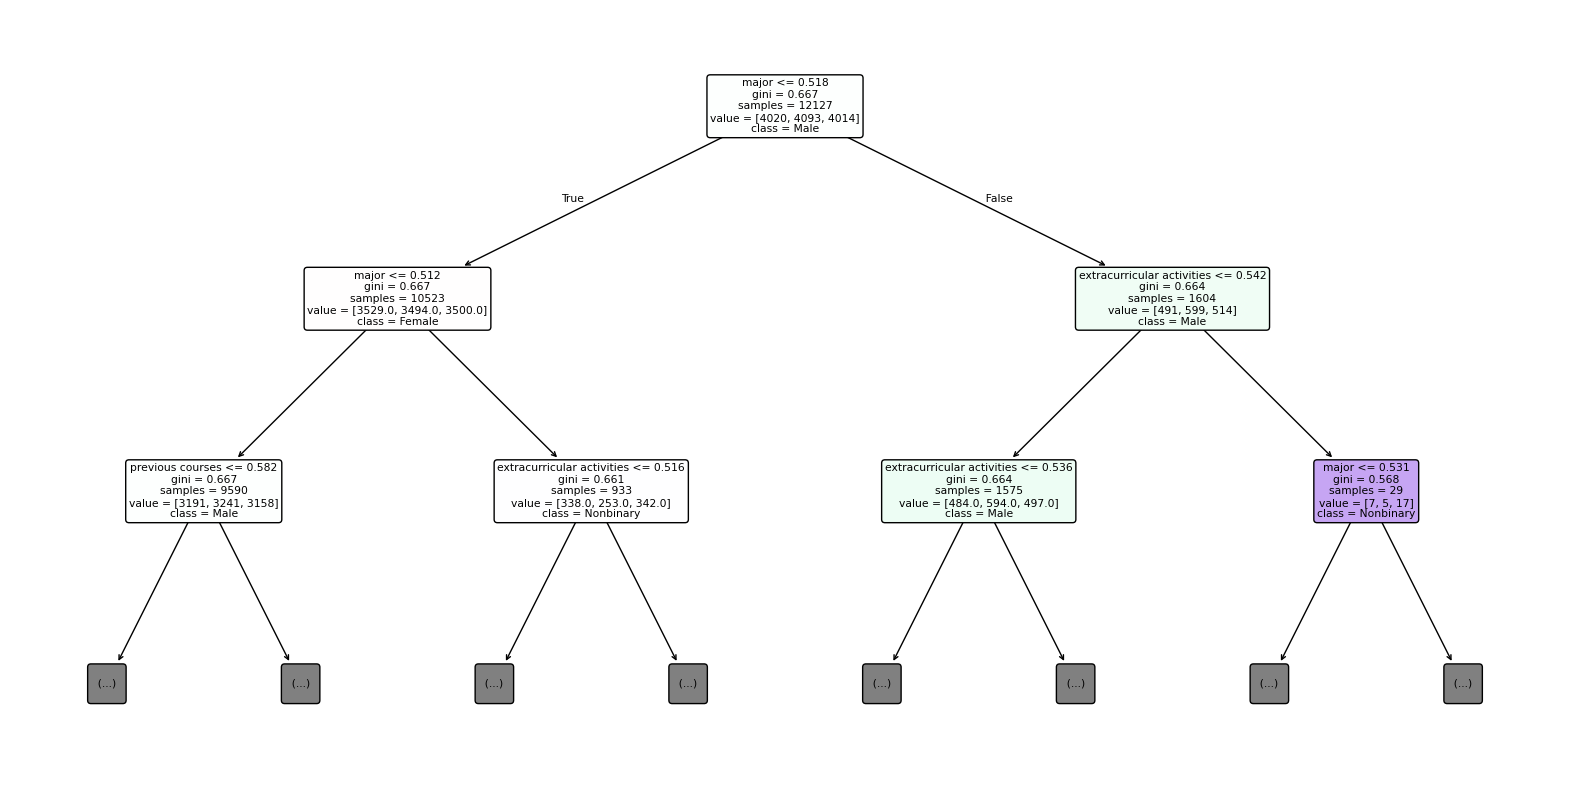 major <= 0.518
gini = 0.667
samples = 12127
value = [4020, 4093, 4014]
class = Male
True
False
major <= 0.512
gini = 0.667
samples = 10523
value = [3529.0, 3494.0, 3500.0]
class = Female
extracurricular activities <= 0.542
gini = 0.664
samples = 1604
value = [491, 599, 514]
class = Male
previous courses <= 0.582
gini = 0.667
samples = 9590
value = [3191, 3241, 3158]
class = Male
extracurricular activities <= 0.516
gini = 0.661
samples = 933
value = [338.0, 253.0, 342.0]
class = Nonbinary
extracurricular activities <= 0.536
gini = 0.664
samples = 1575
value = [484.0, 594.0, 497.0]
class = Male
major <= 0.531
gini = 0.568
samples = 29
value = [7, 5, 17]
class = Nonbinary
(...)
(...)
(...)
(...)
(...)
(...)
(...)
(...)